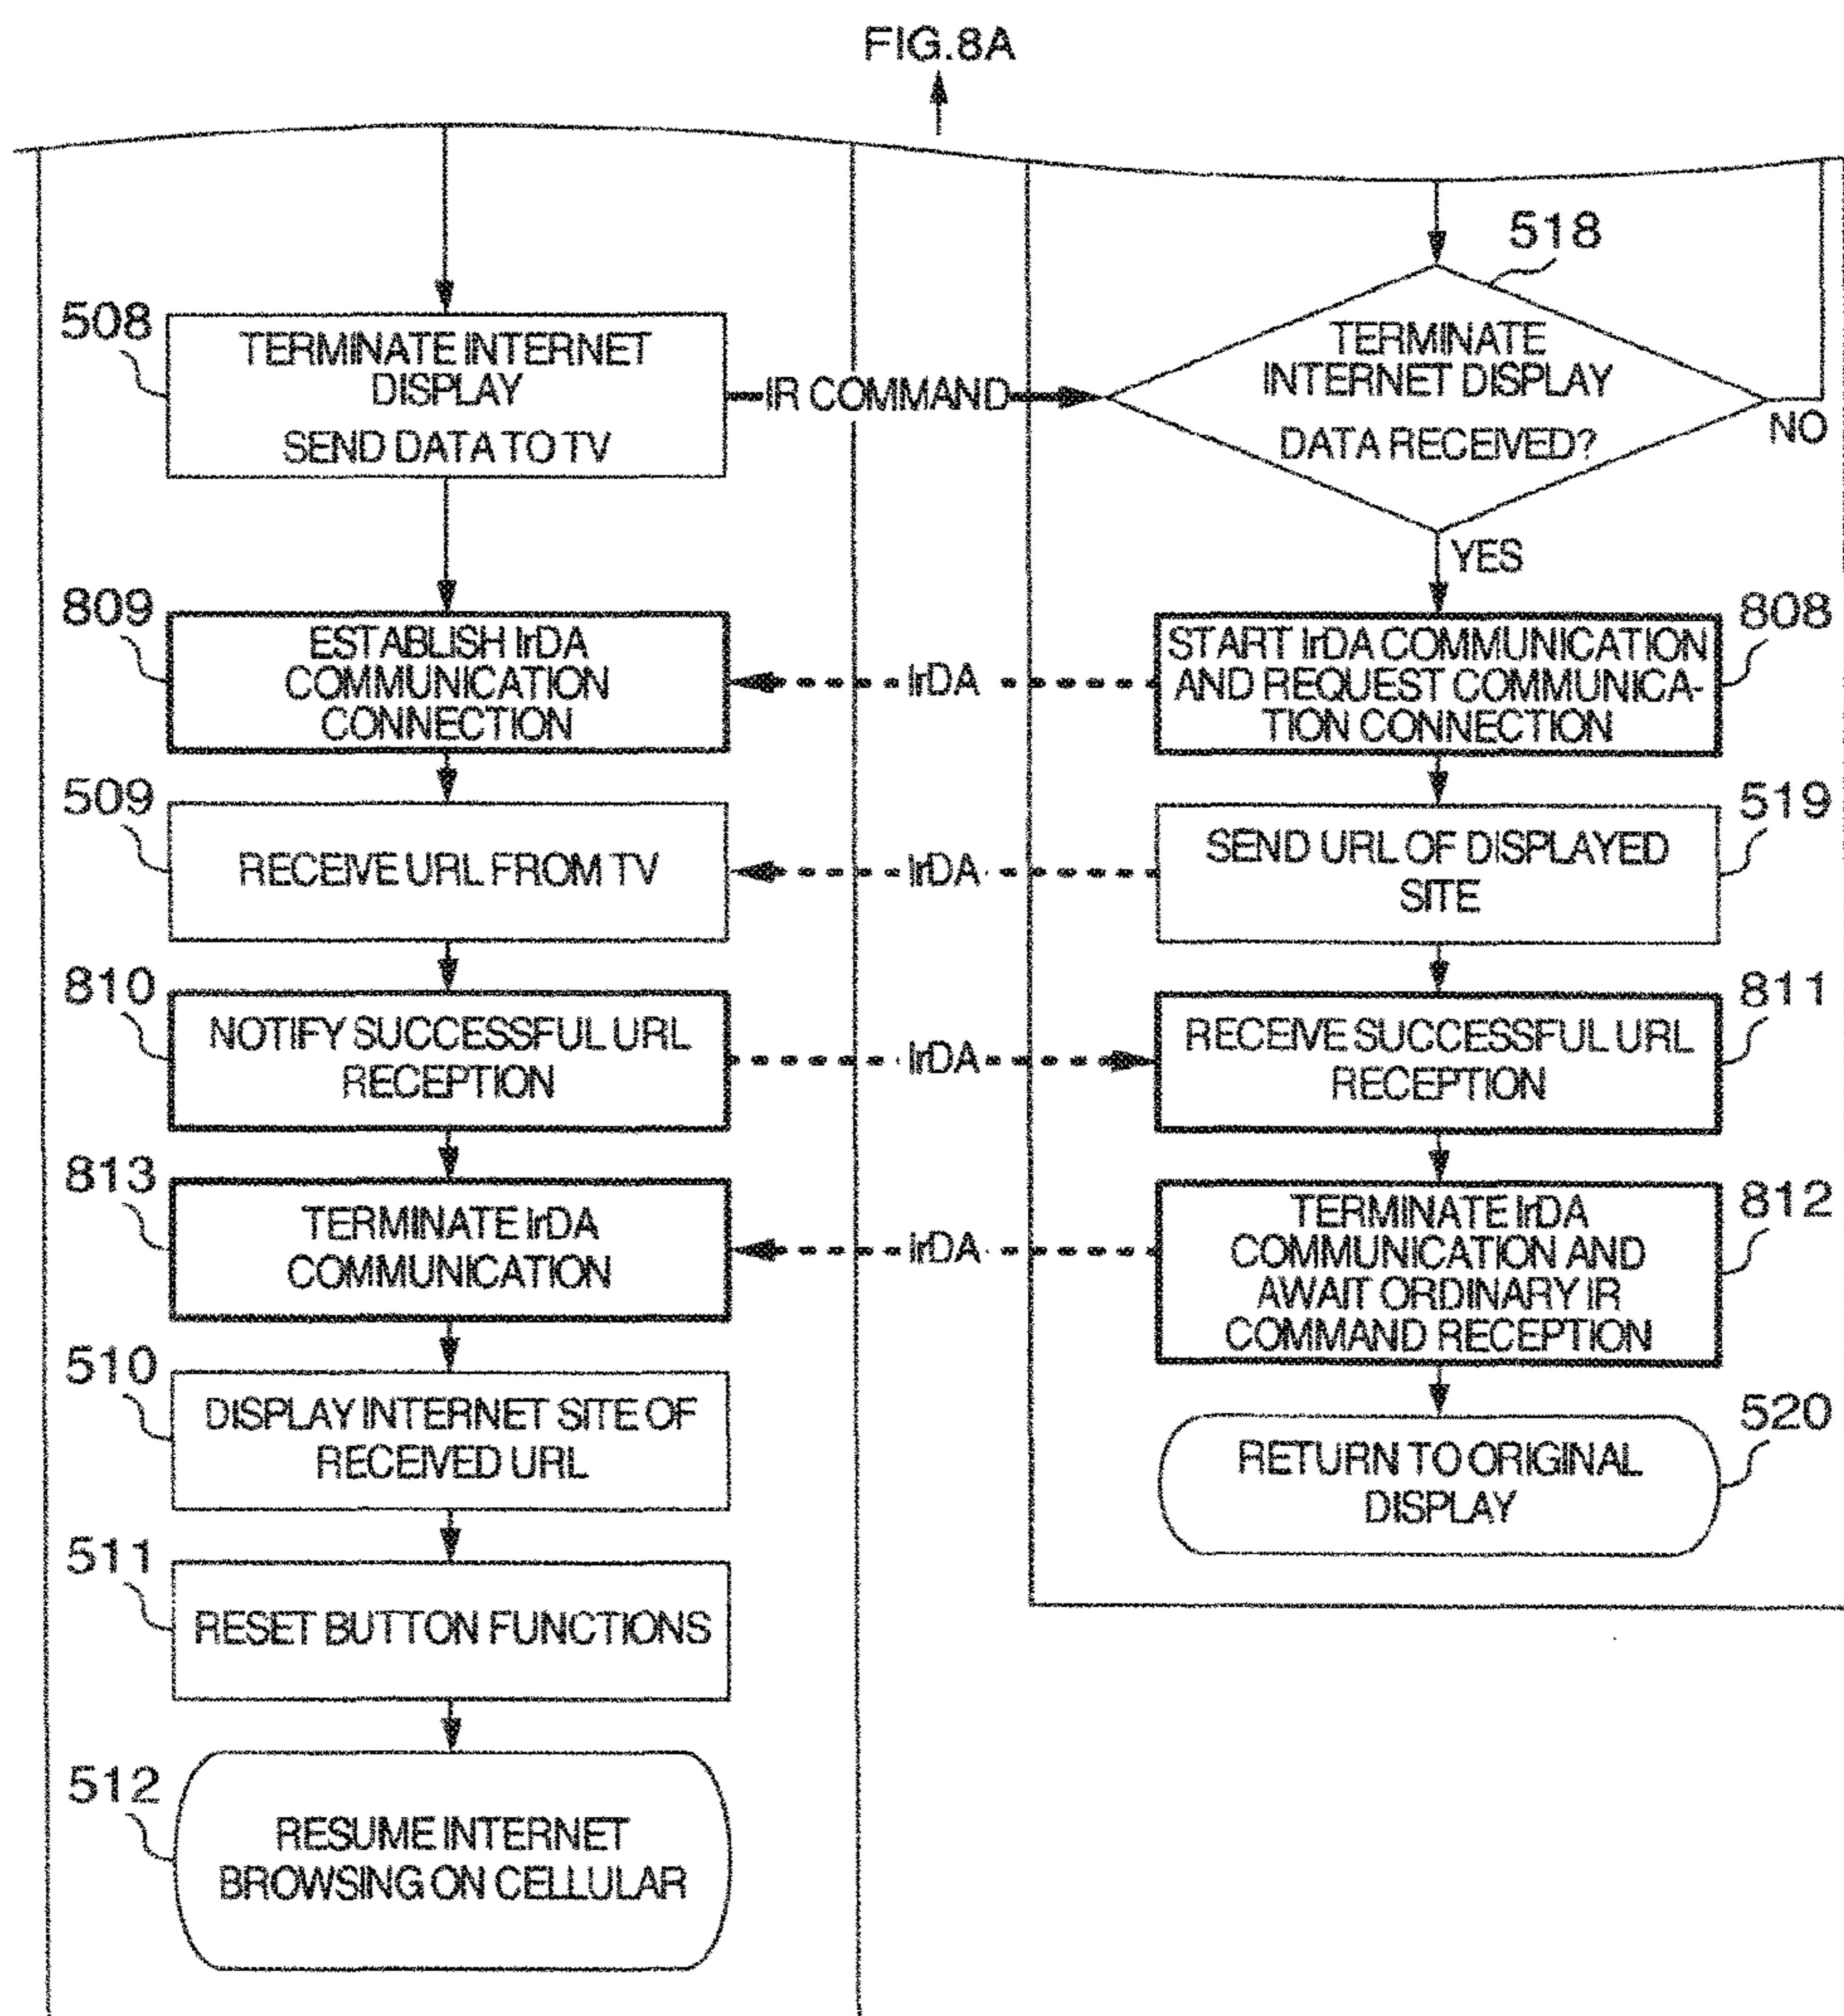 FIG.8A
508
TERMINATE INTERNET
DISPLAY
SEND DATA TO TV
IR COMMAND
518
TERMINATE
INTERNET DISPLAY
DATA RECEIVED?
NO
YES
809
ESTABLISH IrDA
COMMUNICATION
CONNECTION
IrDA
808
START IrDA COMMUNICATION
AND REQUEST COMMUNICA-
TION CONNECTION
509
RECEIVE URL FROM TV
IrDA
519
SEND URL OF DISPLAYED
SITE
810
NOTIFY SUCCESSFUL URL
RECEPTION
IrDA
811
RECEIVE SUCCESSFUL URL
RECEPTION
813
TERMINATE IrDA
COMMUNICATION
IrDA
812
TERMINATE IrDA
COMMUNICATION AND
AWAIT ORDINARY IR
COMMAND RECEPTION
510
DISPLAY INTERNET SITE OF
RECEIVED URL
520
RETURN TO ORIGINAL
DISPLAY
511
RESET BUTTON FUNCTIONS
512
RESUME INTERNET
BROWSING ON CELLULAR